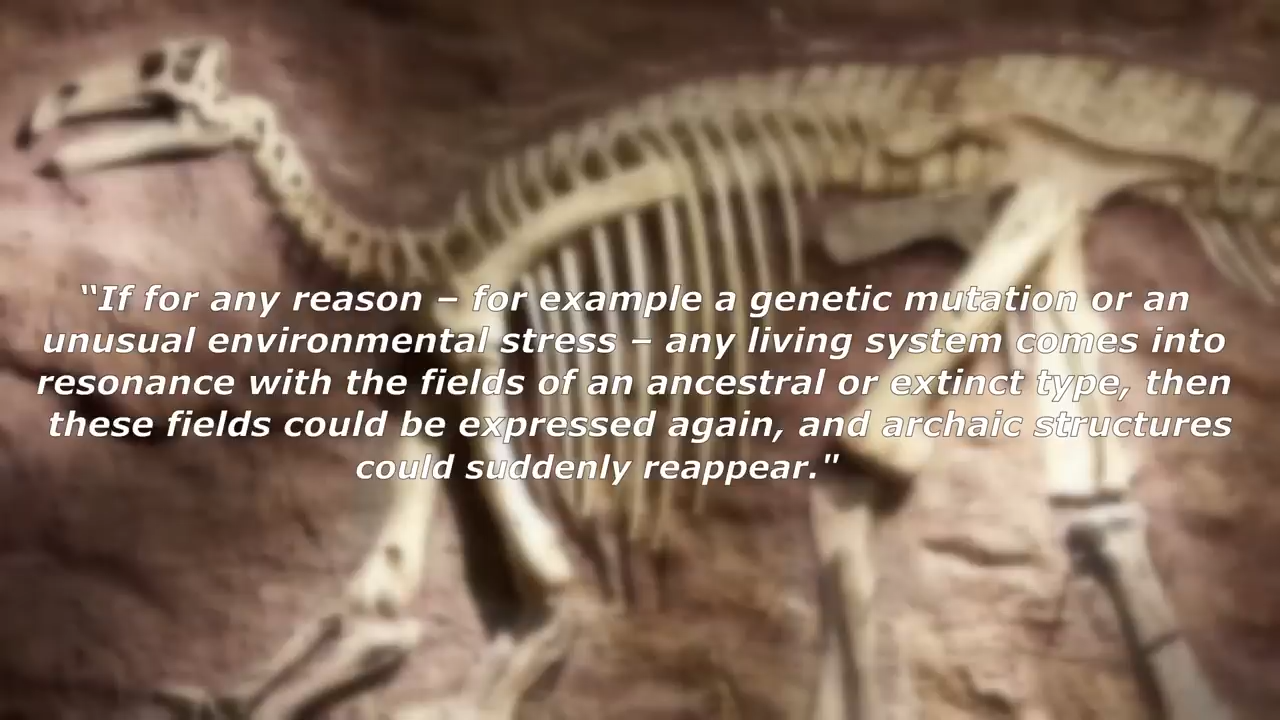 “If for any reason – for example a genetic mutation or an
unusual environmental stress – any living system comes into
resonance with the fields of an ancestral or extinct type, then
these fields could be expressed again, and archaic structures
could suddenly reappear."